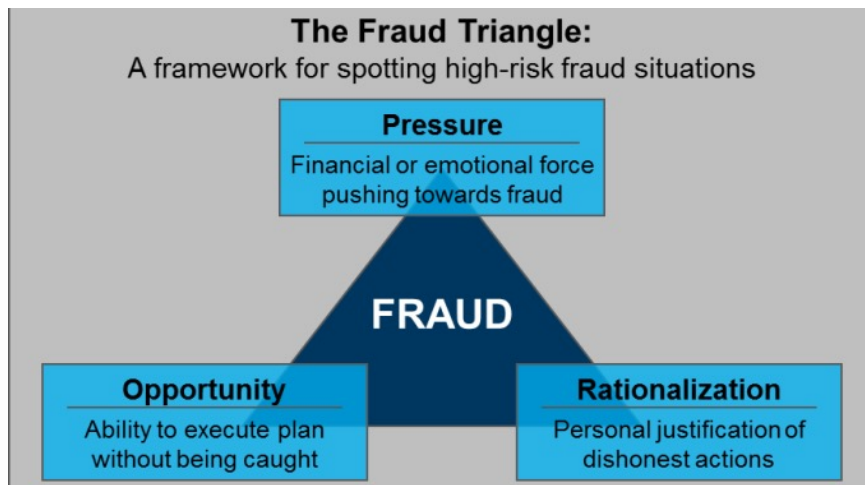 The Fraud Triangle:
A framework for spotting high-risk fraud situations
Pressure
Financial or emotional force
pushing towards fraud
FRAUD
Opportunity
Ability to execute plan
without being caught
Rationalization
Personal justification of
dishonest actions